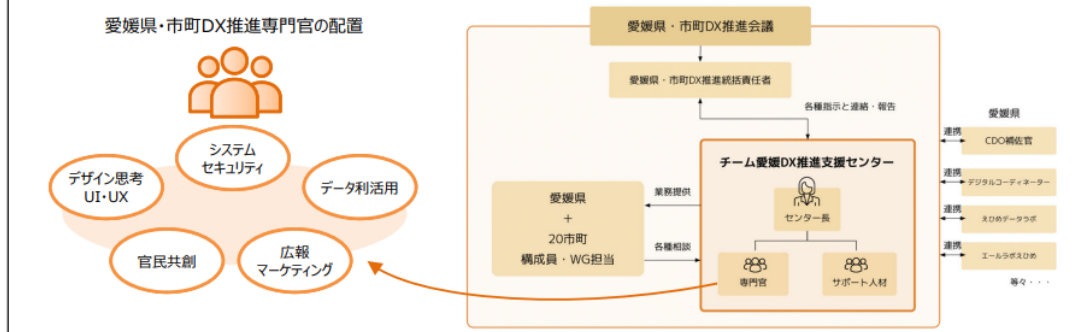 愛媛県・市町DX推進専門官の配置
システム
セキュリティ
デザイン思考
UI・UX
データ利活用
官民共創
広報
マーケティング
愛媛県・市町DX推進会議
愛媛県・市町DX推進統括責任者
各種指示と連絡・報告
チーム愛媛DX推進支援センター
センター長
専門官
サポート人材
愛媛県
+
20市町
構成員・WG担当
業務提供
各種相談
愛媛県
連携
CDO補佐官
連携
デジタルコーディネーター
連携
えひめデータラボ
連携
エールラボえひめ
等々・・・